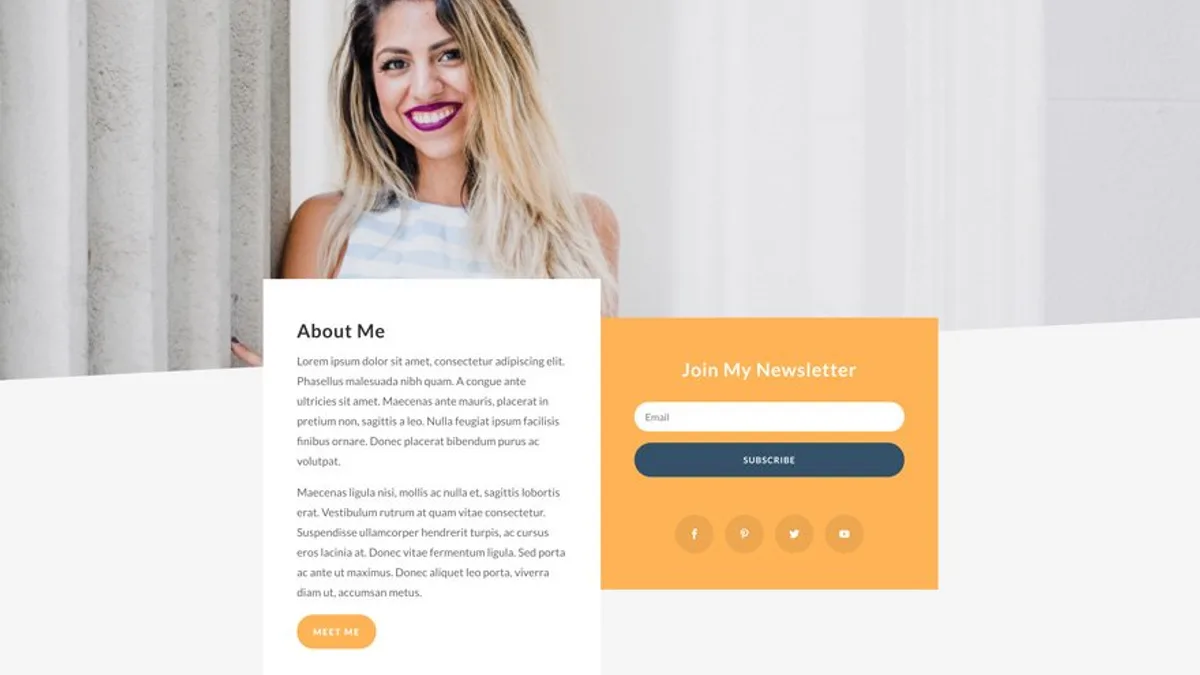 About Me
Lorem ipsum dolor sit amet, consectetur adipiscing elit.
Phasellus malesuada nibh quam. A congue ante
ultricies sit amet. Maecenas ante mauris, placerat in
pretium non, sagittis a leo. Nulla feugiat ipsum facilisis
finibus ornare. Donec placerat bibendum purus ac
volutpat.
Maecenas ligula nisi, mollis ac nulla et, sagittis lobortis
erat. Vestibulum rutrum at quam vitae consectetur.
Suspendisse ullamcorper hendrerit turpis, ac cursus
eros lacinia at. Donec vitae fermentum ligula. Sed porta
ac ante ut maximus. Donec aliquet leo porta, viverra
diam ut, accumsan metus.
MEET ME
Join My Newsletter
Email
SUBSCRIBE